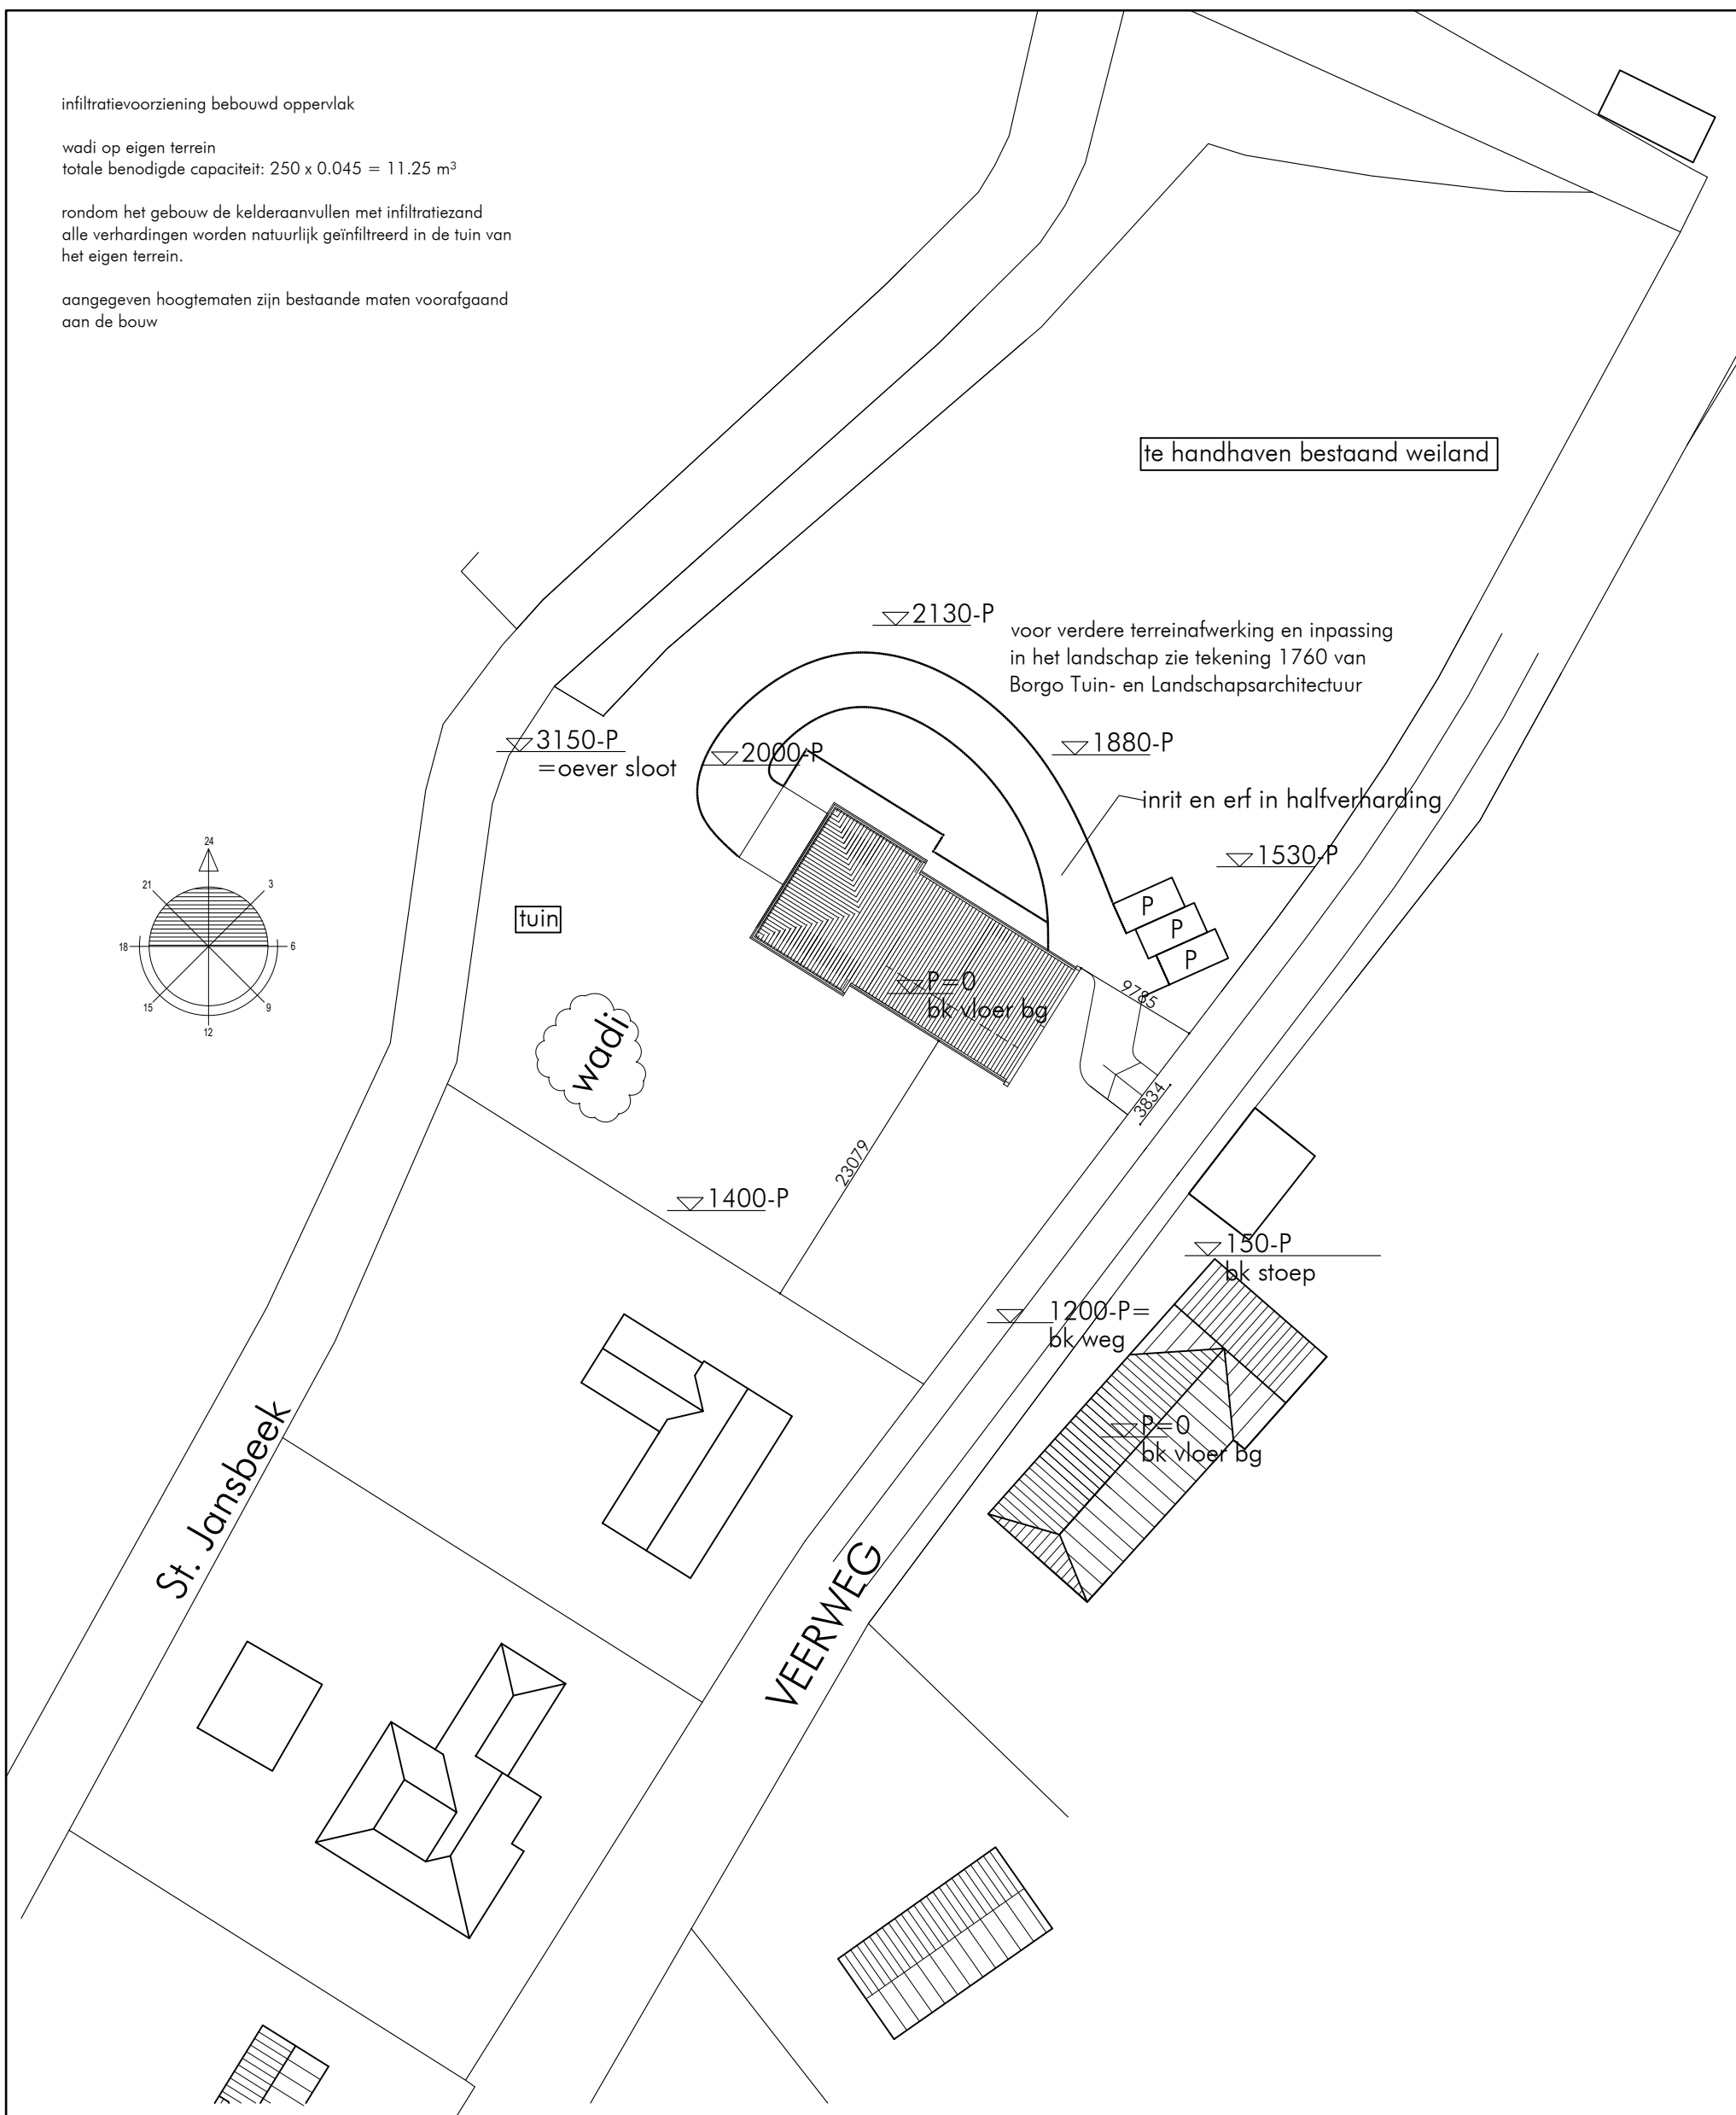 infiltratievoorziening bebouwd oppervlak
wadi op eigen terrein
totale benodigde capaciteit: 250 x 0.045 = 11.25 m³
rondom het gebouw de kelderaanvullen met infiltratiezand
alle verhardingen worden natuurlijk geïnfiltreerd in de tuin van
het eigen terrein.
aangegeven hoogtematen zijn bestaande maten voorafgaand
aan de bouw
te handhaven bestaand weiland
2130-P
voor verdere terreinafwerking en inpassing
in het landschap zie tekening 1760 van
Borgo Tuin- en Landschapsarchitectuur
3150-P
=oever sloot
2000-P
1880-P
inrit en erf in halfverharding
1530-P
24
21
3
18
6
15
9
12
tuin
P
P
P
P=0
bk vloer bg
9785
wadi
3834
23079
1400-P
150-P
bk stoep
1200-P=
bk weg
P=0
bk vloer bg
St. Jansbeek
VEERWEG